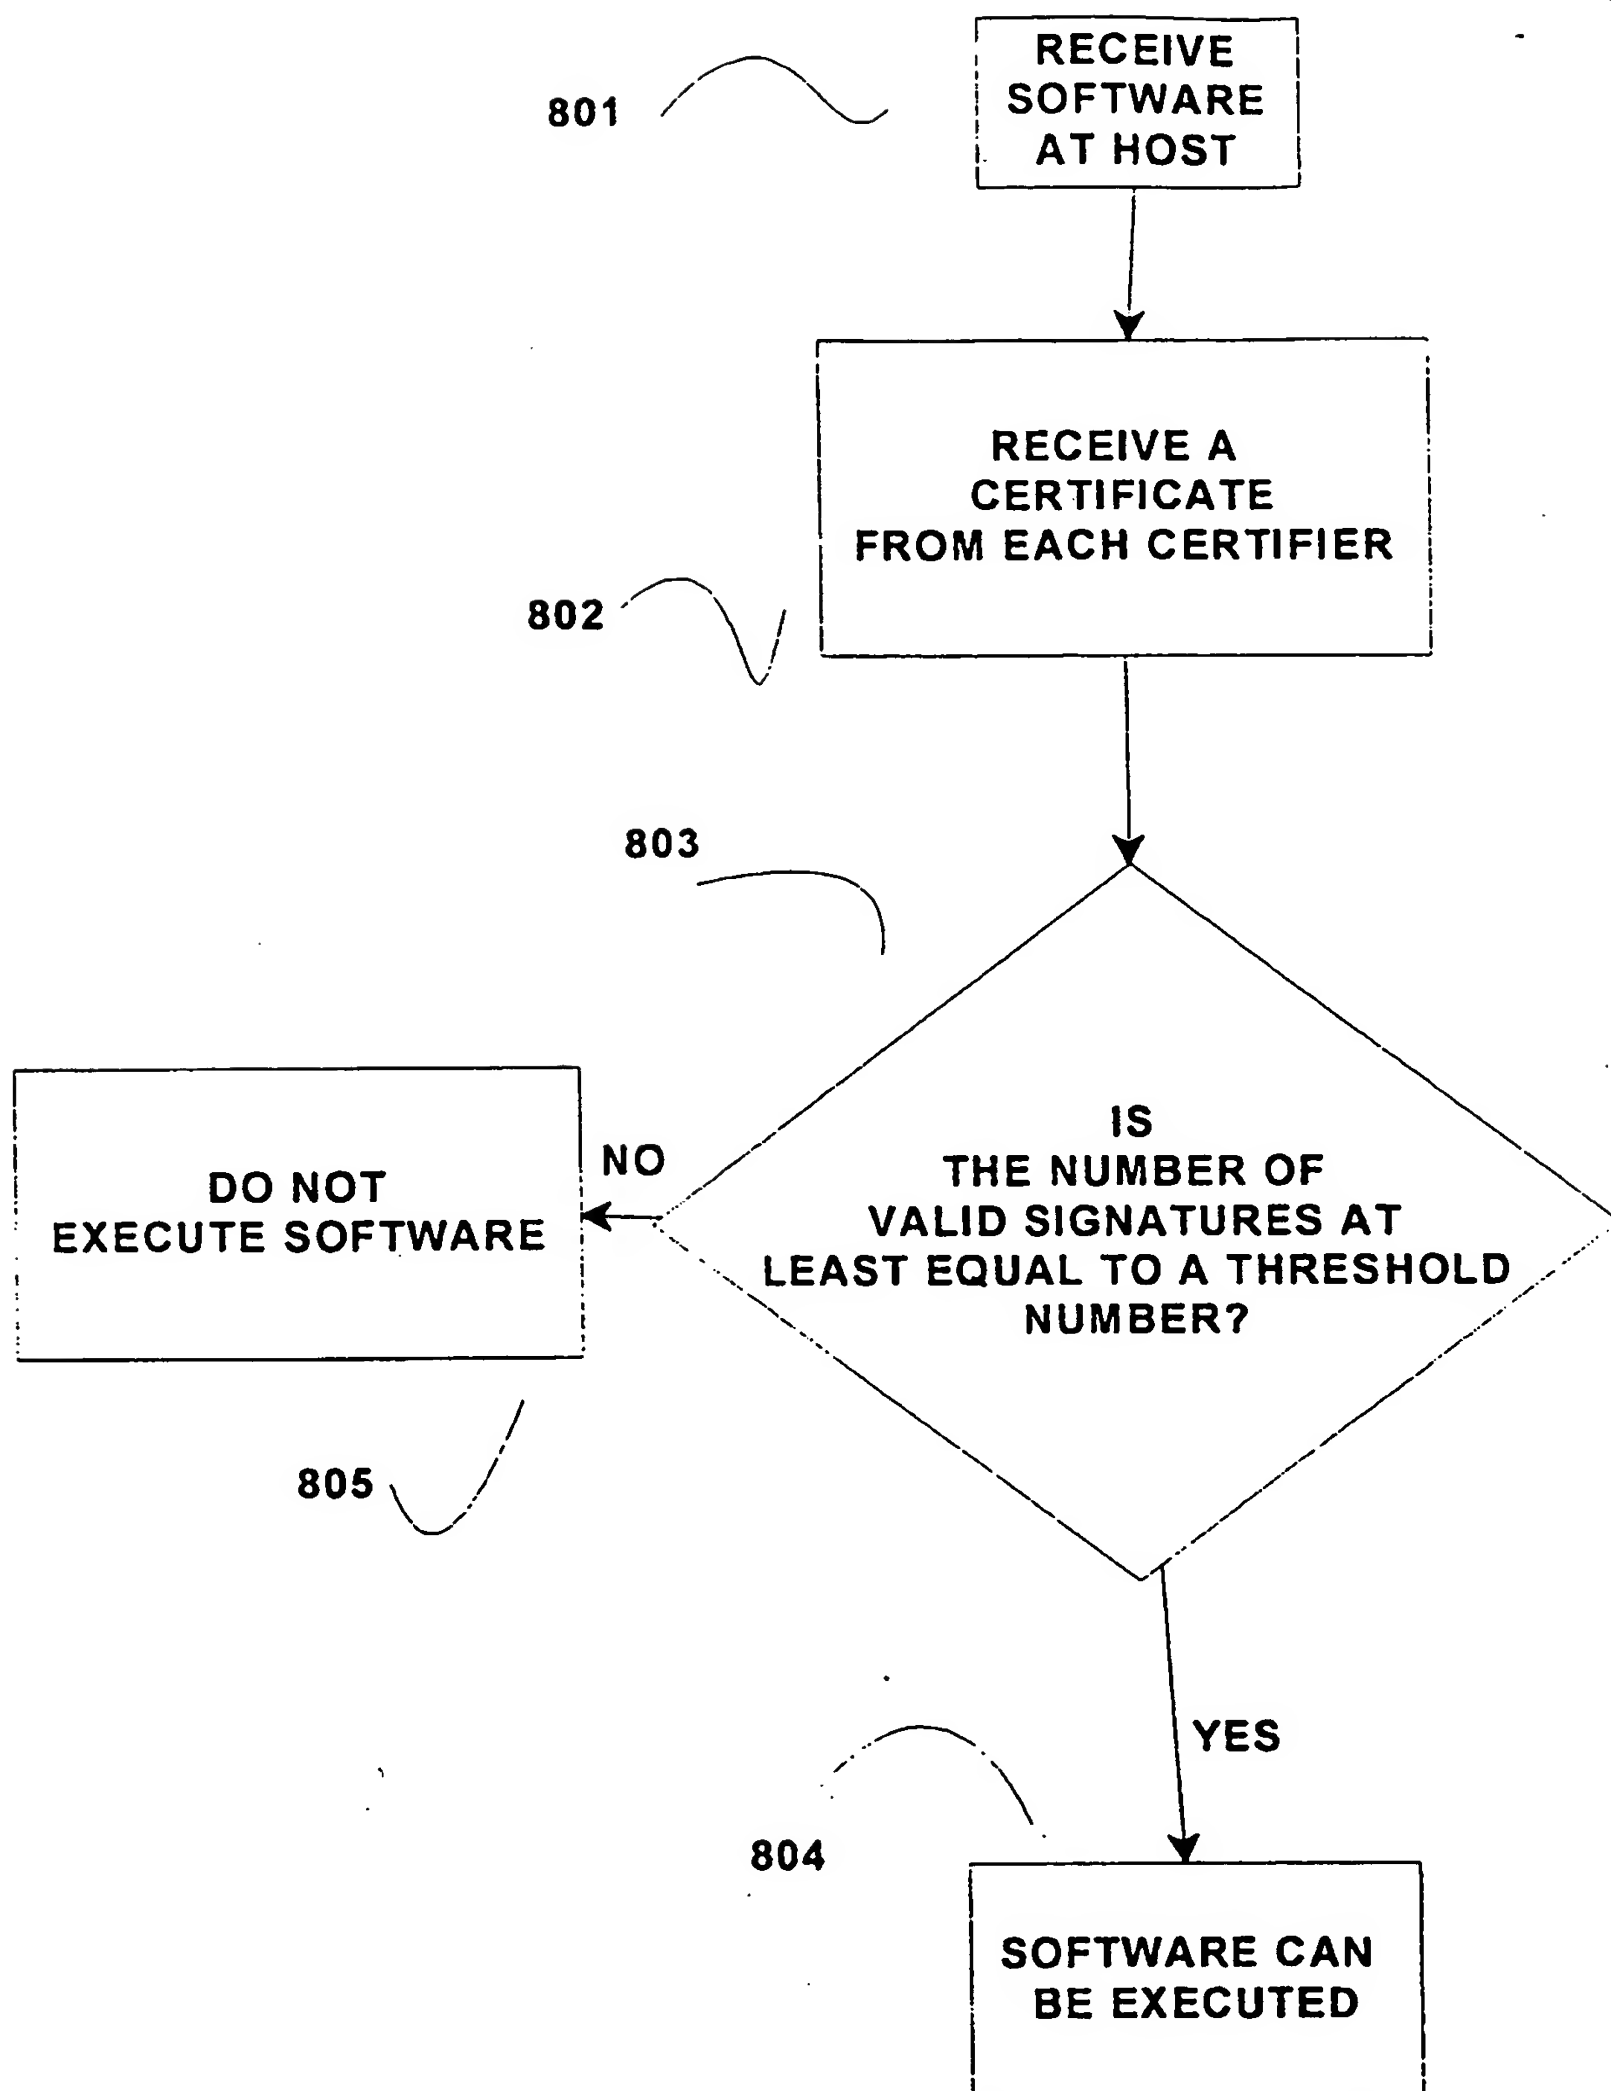 801
RECEIVE
SOFTWARE
AT HOST
RECEIVE A
CERTIFICATE
FROM EACH CERTIFIER
802
803
IS
THE NUMBER OF
VALID SIGNATURES AT
LEAST EQUAL TO A THRESHOLD
NUMBER?
NO
DO NOT
EXECUTE SOFTWARE
805
YES
804
SOFTWARE CAN
BE EXECUTED